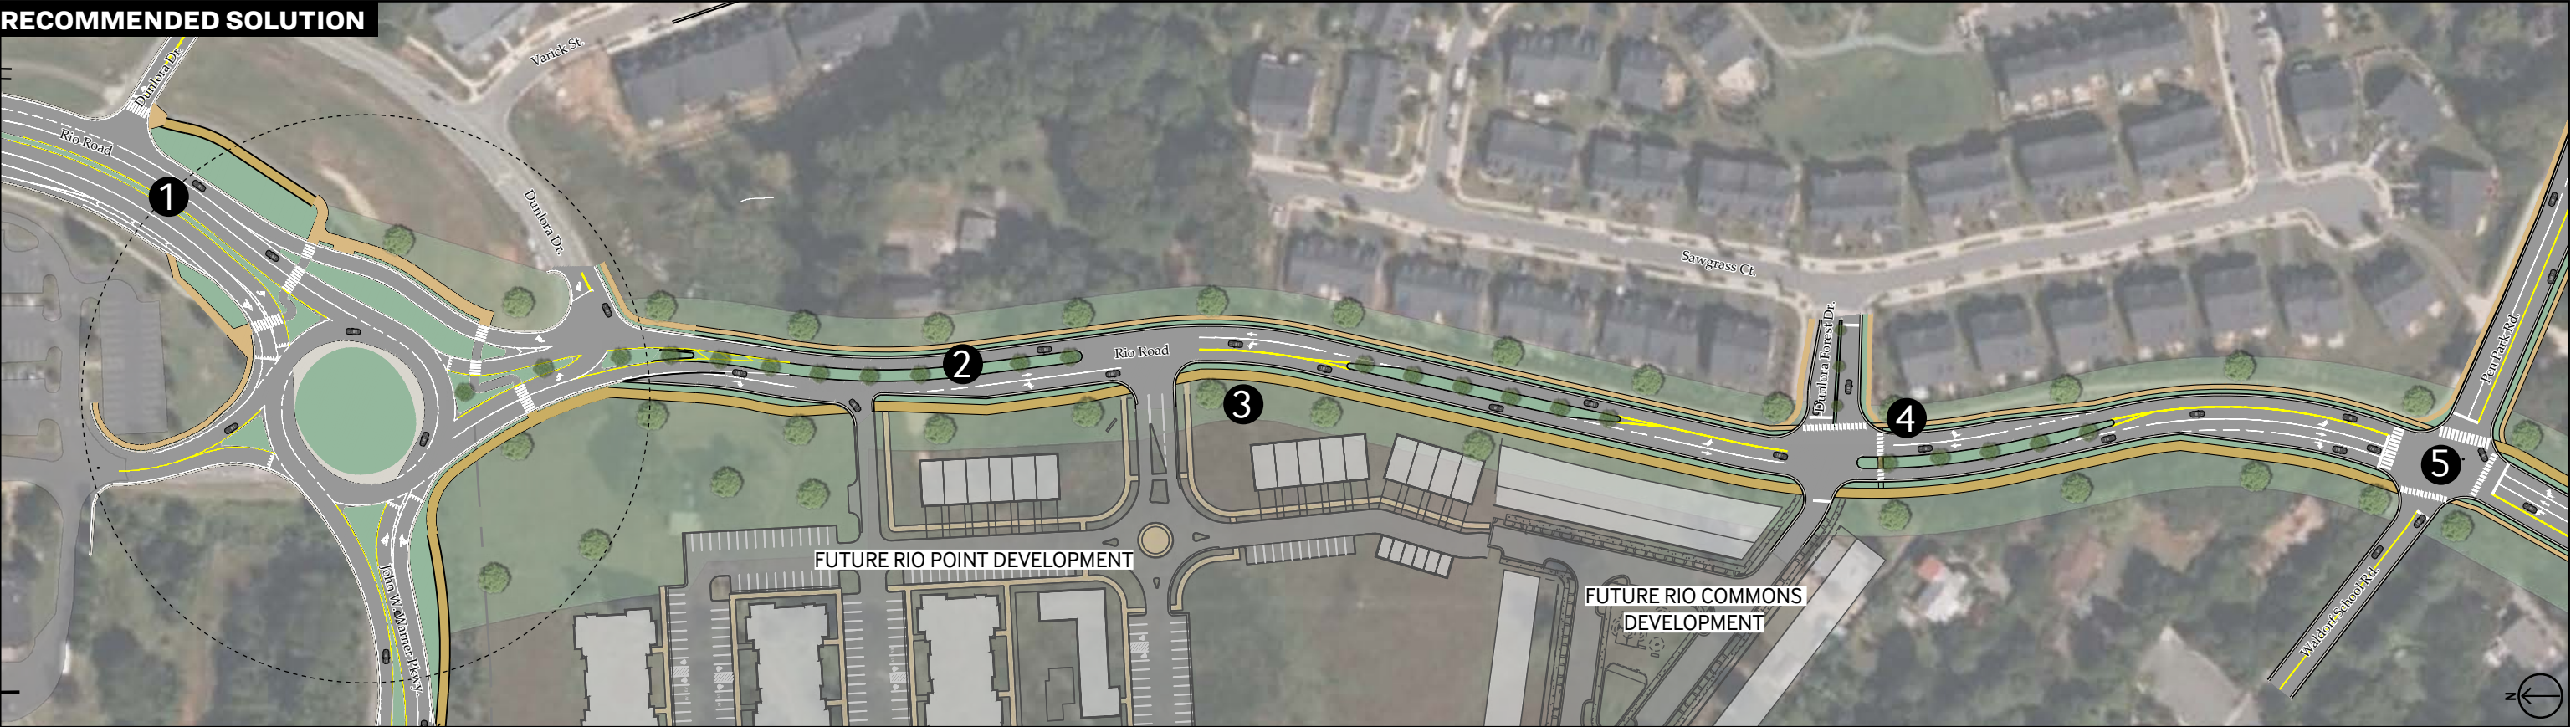 RECOMMENDED SOLUTION
Dunlora Dr.
Varick St.
Rio Road
1
Dunlora Dr.
2
Rio Road
3
Sawgrass Ct.
Dunlora Forest Dr.
4
Pen Park Rd.
5
FUTURE RIO POINT DEVELOPMENT
FUTURE RIO COMMONS
DEVELOPMENT
John W. Warner Pkwy.
Waldorf School Rd.
N